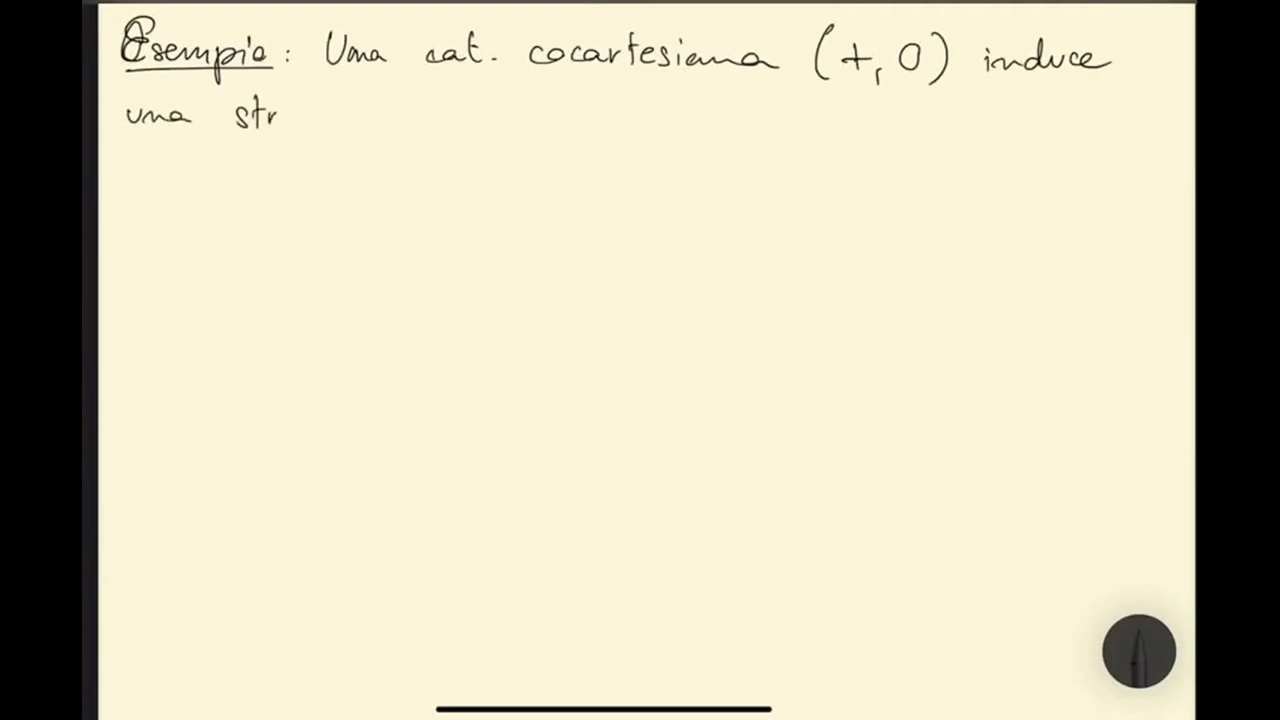 Esempio: Una cat. cocartesiana (+, 0) induce
una str